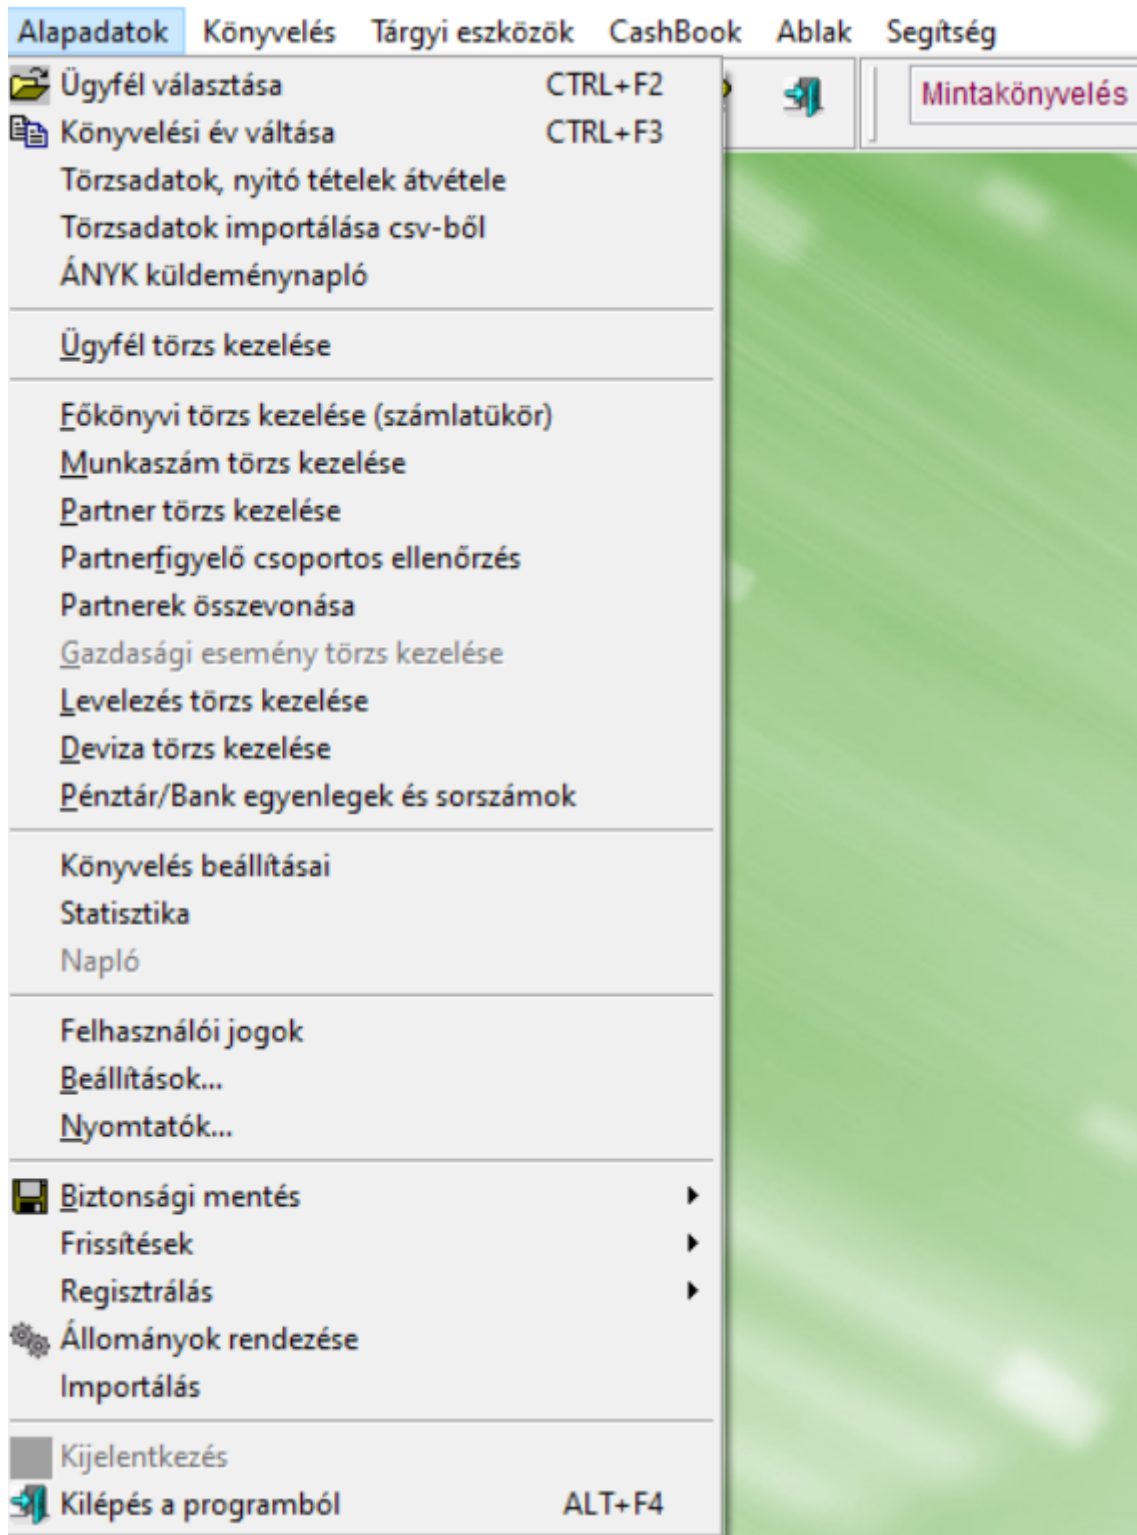 Alapadatok Könyvelés Tárgyi eszközök CashBook Ablak Segítség
Mintakönyvelés
Ügyfél választása CTRL+F2
Könyvelési év váltása CTRL+F3
Törzsadatok, nyitó tételek átvétele
Törzsadatok importálása csv-ből
ÁNYK küldeménynapló
Ügyfél törzs kezelése
Főkönyvi törzs kezelése (számlatükör)
Munkaszám törzs kezelése
Partner törzs kezelése
Partnerfigyelő csoportos ellenőrzés
Partnerek összevonása
Gazdasági esemény törzs kezelése
Levelezés törzs kezelése
Deviza törzs kezelése
Pénztár/Bank egyenlegek és sorszámok
Könyvelés beállításai
Statisztika
Napló
Felhasználói jogok
Beállítások...
Nyomtatók...
Biztonsági mentés
Frissítések
Regisztrálás
Állományok rendezése
Importálás
Kijelentkezés
Kilépés a programból ALT+F4